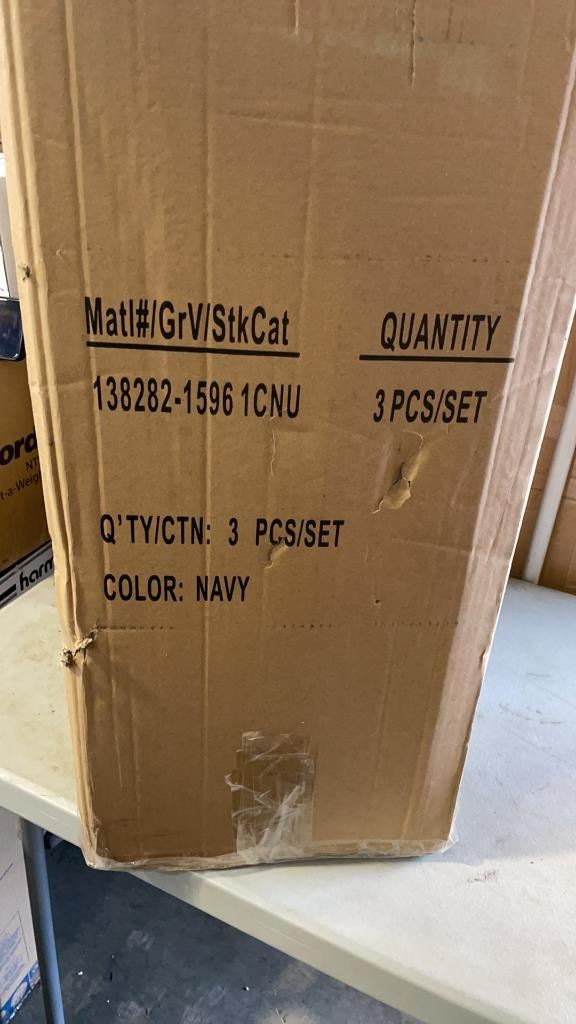 Matl#/GrV/StkCat QUANTITY
138282-1596 1CNU 3 PCS/SET
Q'TY/CTN: 3 PCS/SET
COLOR: NAVY